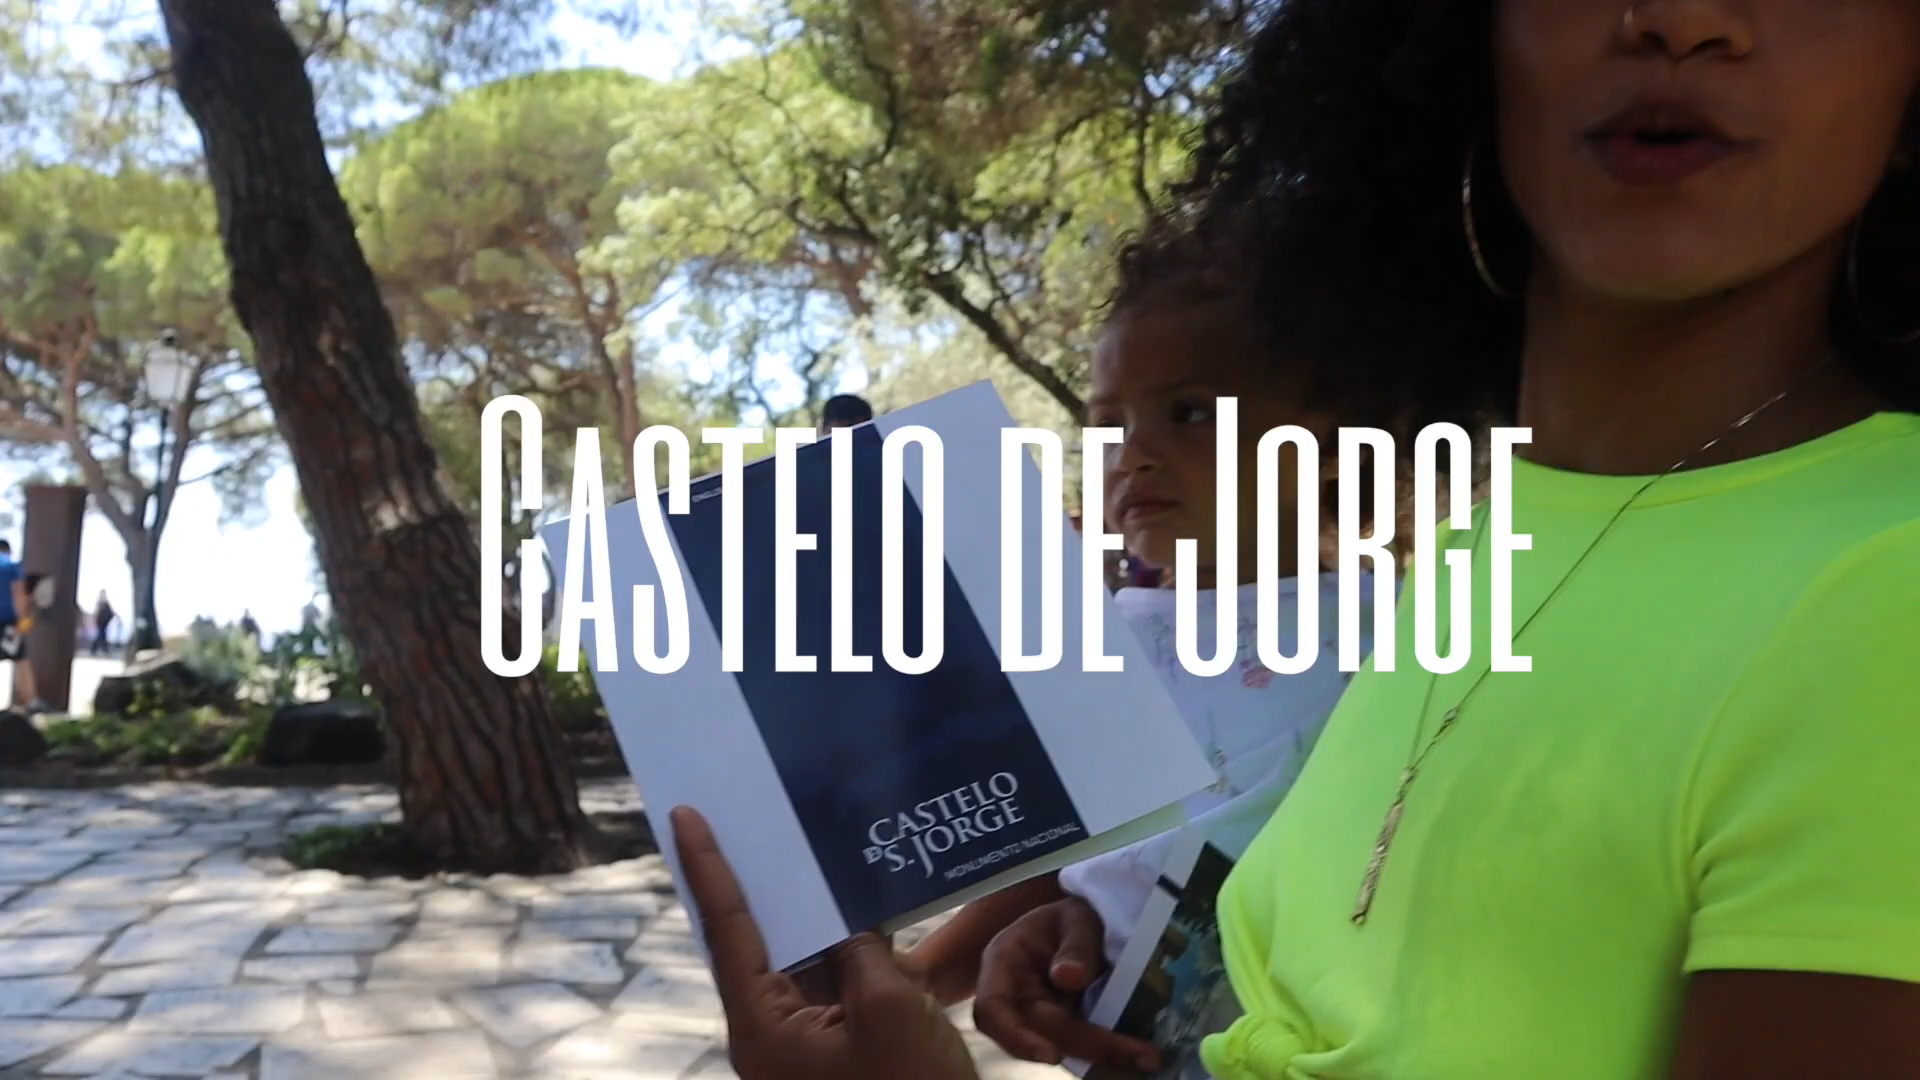 CASTELO DE JORGE
CASTELO
DE S. JORGE
MONUMENTO NACIONAL